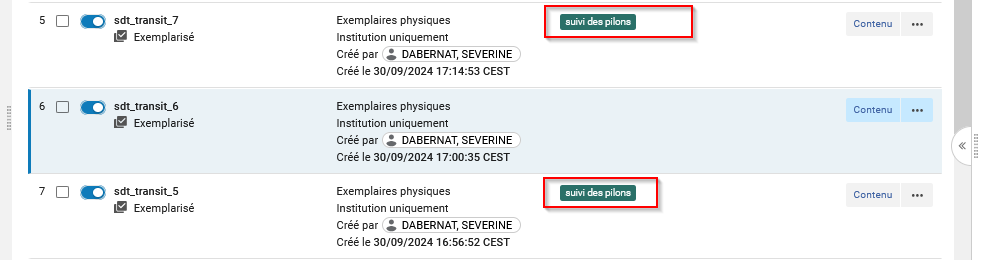 5 sdt_transit_7 Exemplaires physiques suivi des pilons Contenu •••
Exemplarisé Institution uniquement
Créé par DABERNAT, SEVERINE
Créé le 30/09/2024 17:14:53 CEST
6 sdt_transit_6 Exemplaires physiques Contenu •••
Exemplarisé Institution uniquement
Créé par DABERNAT, SEVERINE
Créé le 30/09/2024 17:00:35 CEST
7 sdt_transit_5 Exemplaires physiques suivi des pilons Contenu •••
Exemplarisé Institution uniquement
Créé par DABERNAT, SEVERINE
Créé le 30/09/2024 16:56:52 CEST